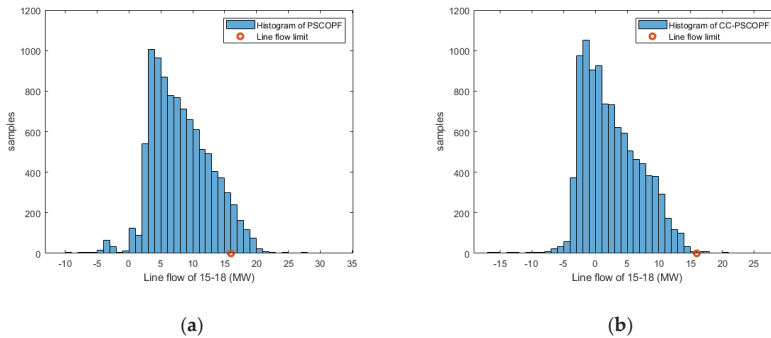 1200
1000
800
600
400
200
0
samples
Histogram of PSCOPF
Line flow limit
-10 -5 0 5 10 15 20 25 30 35
Line flow of 15-18 (MW)
(a)
1200
1000
800
600
400
200
0
samples
Histogram of CC-PSCOPF
Line flow limit
-15 -10 -5 0 5 10 15 20 25
Line flow of 15-18 (MW)
(b)